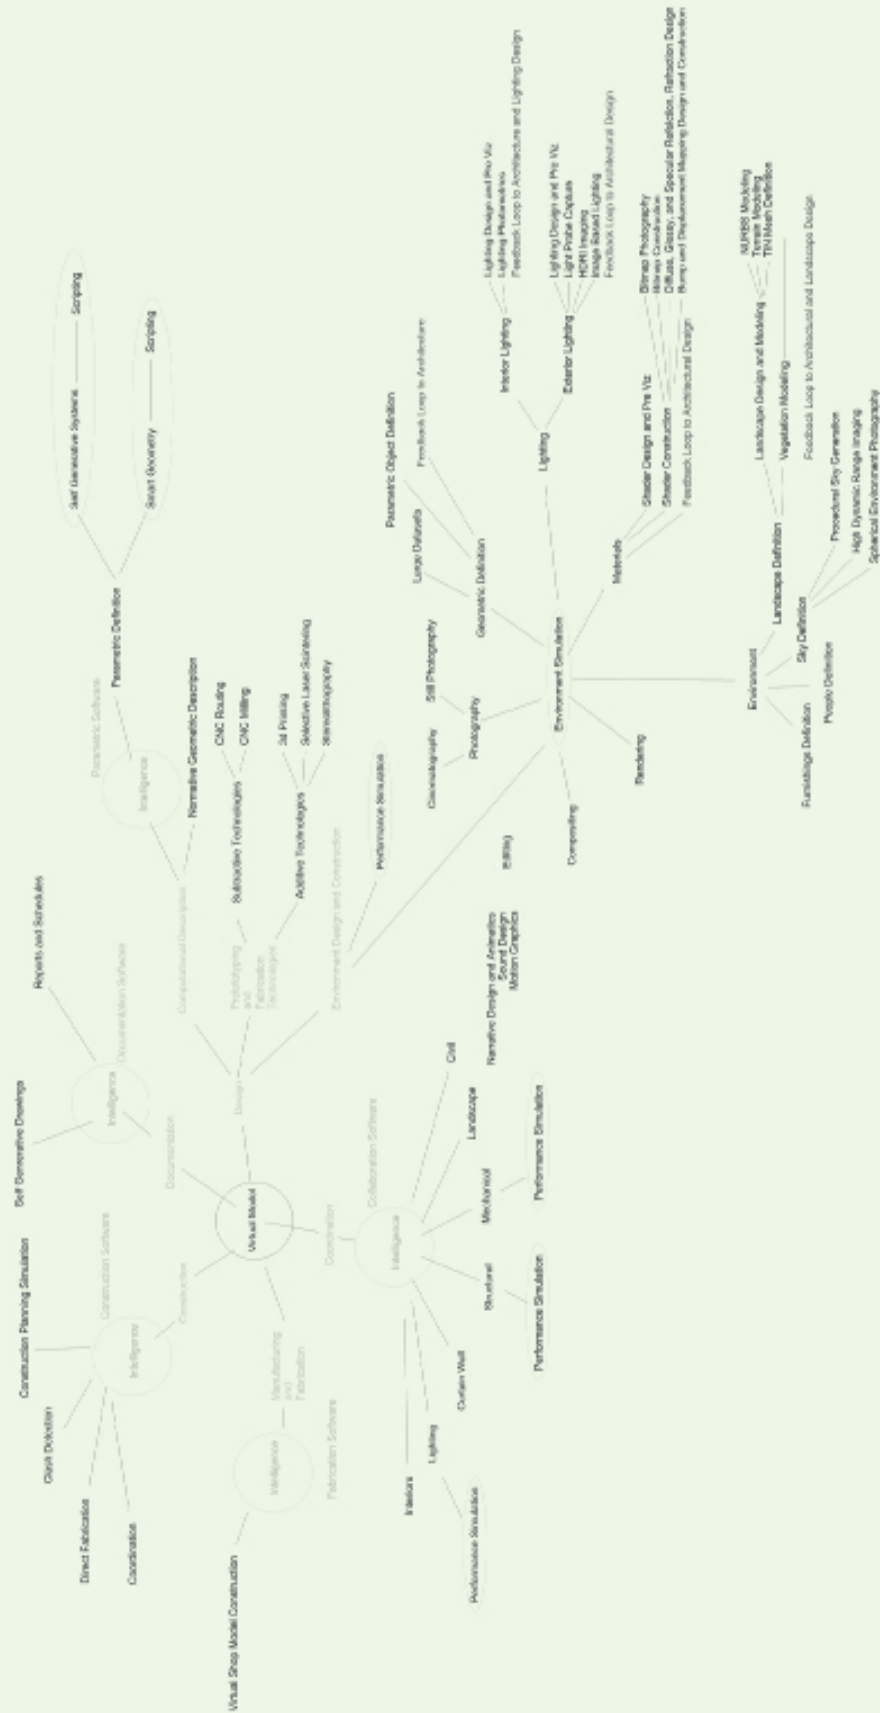 Self Generative Systems
Scripting
Smart Geometry
Scripting
Parametric Definition
Parametric Software
Intelligence
Normative Geometric Description
Computational Description
CNC Routing
CNC Milling
Subtractive Technologies
3d Printing
Selective Laser Scintering
Stereolithography
Additive Technologies
Prototyping
and
Fabrication
Technologies
Environment Design and Construction
Performance Simulation
Design
Reports and Schedules
Documentation Software
Intelligence
Self Generative Drawings
Documentation
Virtual Model
Construction Planning Simulation
Construction Software
Intelligence
Construction
Clash Detection
Direct Fabrication
Coordination
Manufacturing
and
Fabrication
Intelligence
Fabrication Software
Virtual Shop Model Construction
Coordination
Collaboration Software
Intelligence
Civil
Landscape
Mechanical
Performance Simulation
Structural
Performance Simulation
Curtain Wall
Lighting
Performance Simulation
Interiors
Narrative Design and Animatics
Sound Design
Motion Graphics
Editing
Compositing
Rendering
Environment Simulation
Photography
Cinematography
Still Photography
Geometric Definition
Large Datasets
Parametric Object Definition
Feedback Loop to Architecture
Lighting
Interior Lighting
Lighting Design and Pre Viz
Lighting Photometrics
Feedback Loop to Architecture and Lighting Design
Exterior Lighting
Lighting Design and Pre Viz
Light Probe Capture
HDRI Imaging
Image Based Lighting
Feedback Loop to Architectural Design
Materials
Shader Design and Pre Viz
Shader Construction
Feedback Loop to Architectural Design
Bitmap Photography
Bitmap Construction
Diffuse, Glossy, and Specular Reflection, Refraction Design
Bump and Displacement Mapping Design and Construction
Environment
Landscape Definition
Landscape Design and Modeling
NURBS Modeling
Terrain Modeling
TIN Mesh Definition
Vegetation Modeling
Feedback Loop to Architectural and Landscape Design
Sky Definition
Procedural Sky Generation
High Dynamic Range Imaging
Spherical Environment Photography
People Definition
Furnishings Definition